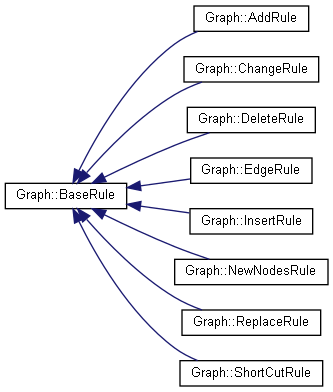 Graph::AddRule
Graph::ChangeRule
Graph::DeleteRule
Graph::EdgeRule
Graph::BaseRule
Graph::InsertRule
Graph::NewNodesRule
Graph::ReplaceRule
Graph::ShortCutRule